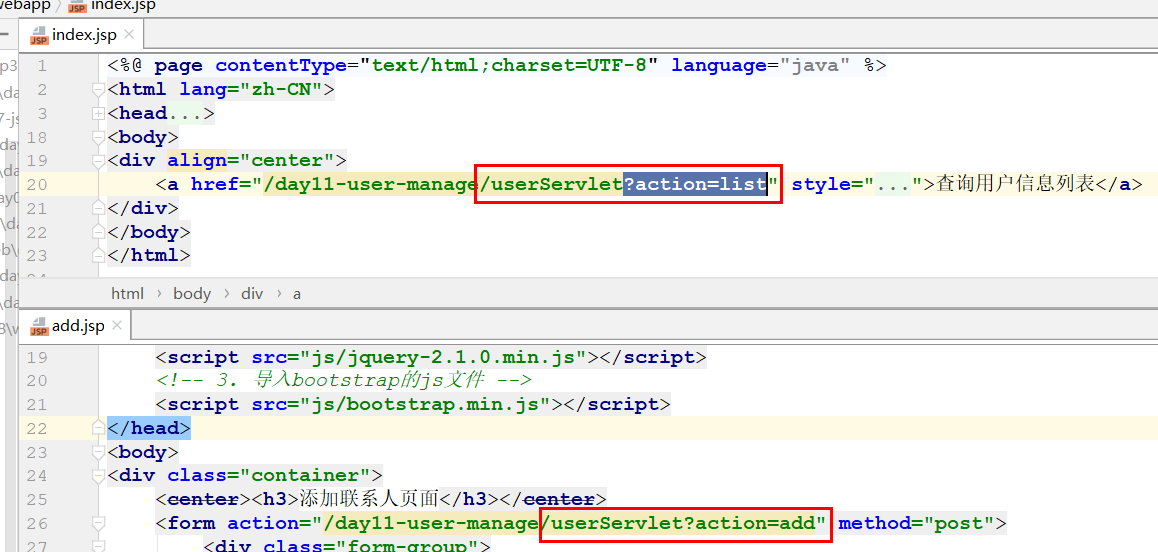 webapp 〉 index.jsp
index.jsp ×
1 <%@ page contentType="text/html;charset=UTF-8" language="java" %>
2 <html lang="zh-CN">
3 <head...>
18 <body>
19 <div align="center">
20 <a href="/day11-user-manage/userServlet?action=list" style="...">查询用户信息列表</a>
21 </div>
22 </body>
23 </html>
html › body › div › a
add.jsp ×
19 <script src="js/jquery-2.1.0.min.js"></script>
20 <!-- 3. 导入bootstrap的js文件 -->
21 <script src="js/bootstrap.min.js"></script>
22 </head>
23 <body>
24 <div class="container">
25 <center><h3>添加联系人页面</h3></center>
26 <form action="/day11-user-manage/userServlet?action=add" method="post">
27 <div class="form-group">